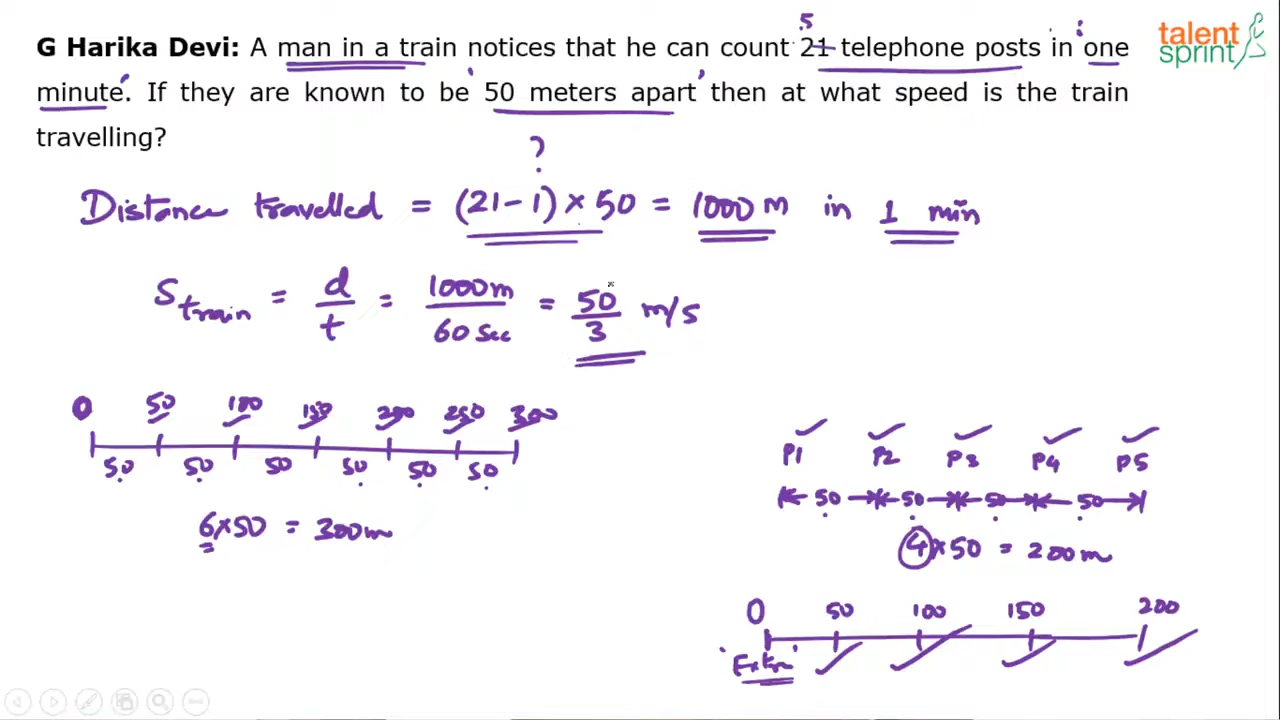 talent
sprint
5
G Harika Devi: A man in a train notices that he can count 21 telephone posts in one
minute. If they are known to be 50 meters apart then at what speed is the train
travelling?
?
Distance travelled = (21-1) × 50 = 1000 m in 1 min
S train = d/t = 1000m/60 sec = 50/3 m/s
0 50 100 150 200 250 300
50 50 50 50 50 50
6×50 = 300m
P1 P2 P3 P4 P5
50 50 50 50
4×50 = 200m
0 50 100 150 200
'Extra'